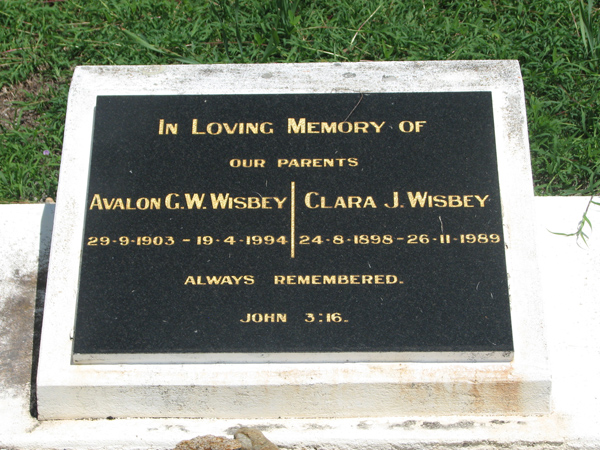 IN LOVING MEMORY OF
OUR PARENTS
AVALON G.W. WISBEY
29-9-1903 - 19-4-1994
CLARA J. WISBEY
24-8-1898 - 26-11-1989
ALWAYS REMEMBERED.
JOHN 3:16.